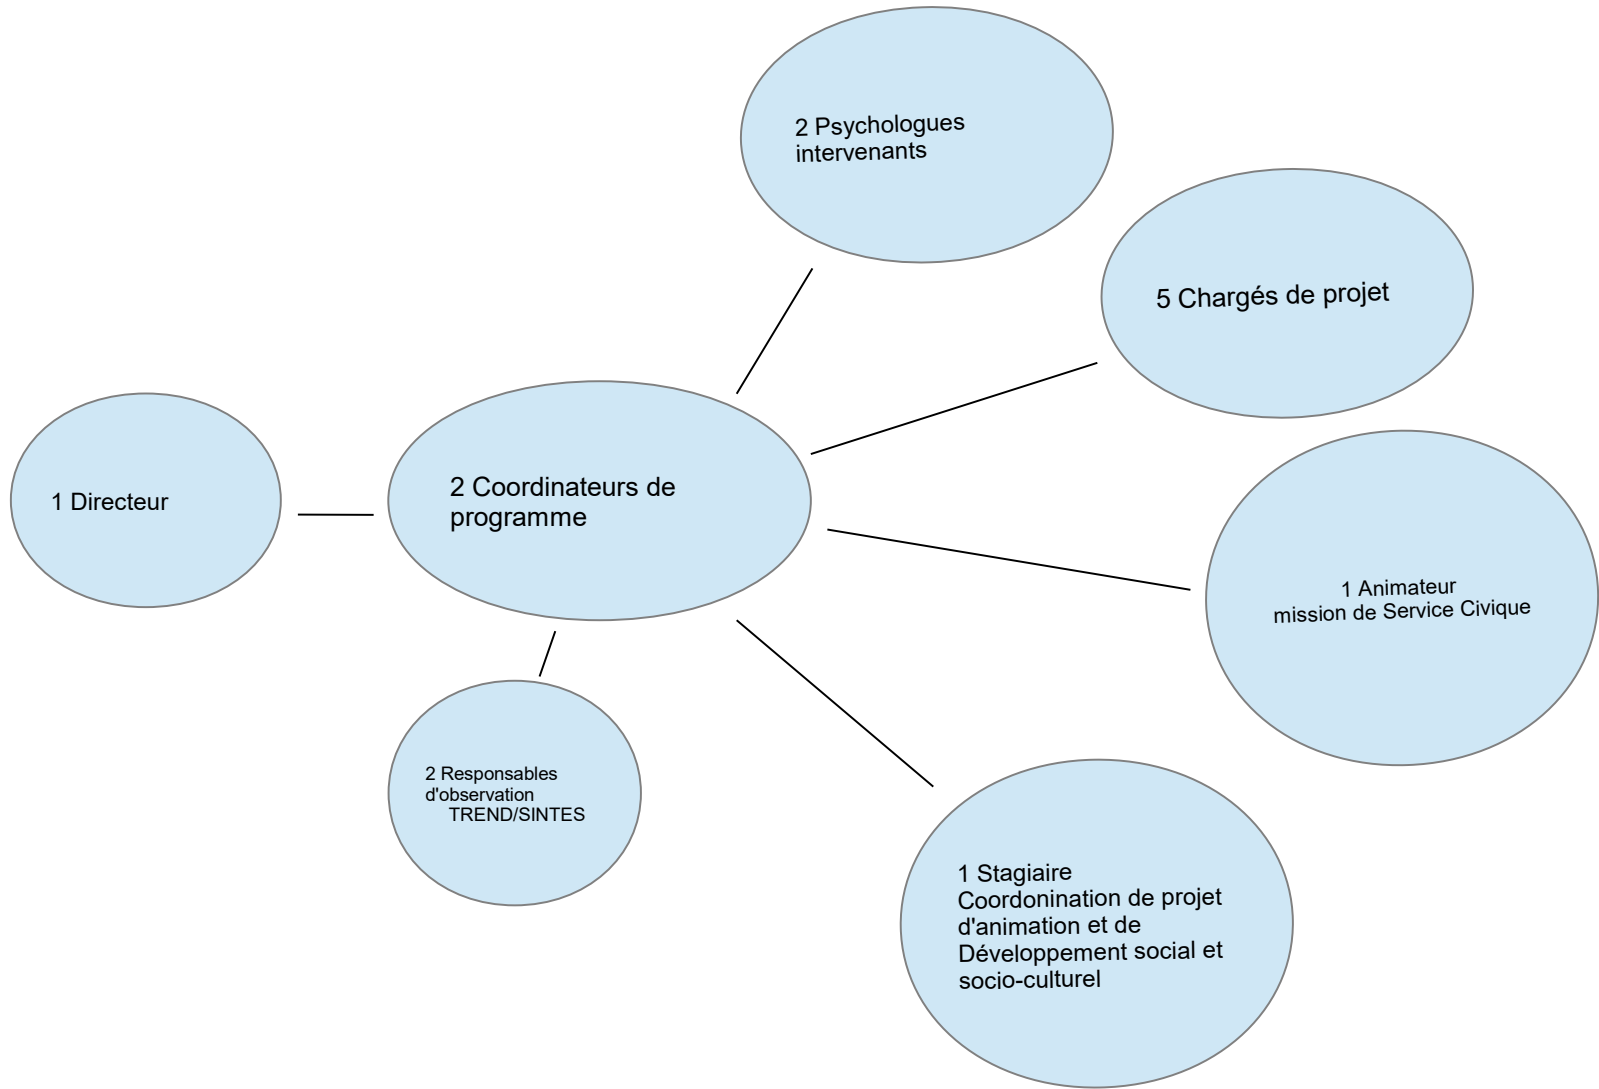 2 Psychologues
intervenants
5 Chargés de projet
1 Directeur
2 Coordinateurs de
programme
1 Animateur
mission de Service Civique
2 Responsables
d'observation
TREND/SINTES
1 Stagiaire
Coordonination de projet
d'animation et de
Développement social et
socio-culturel